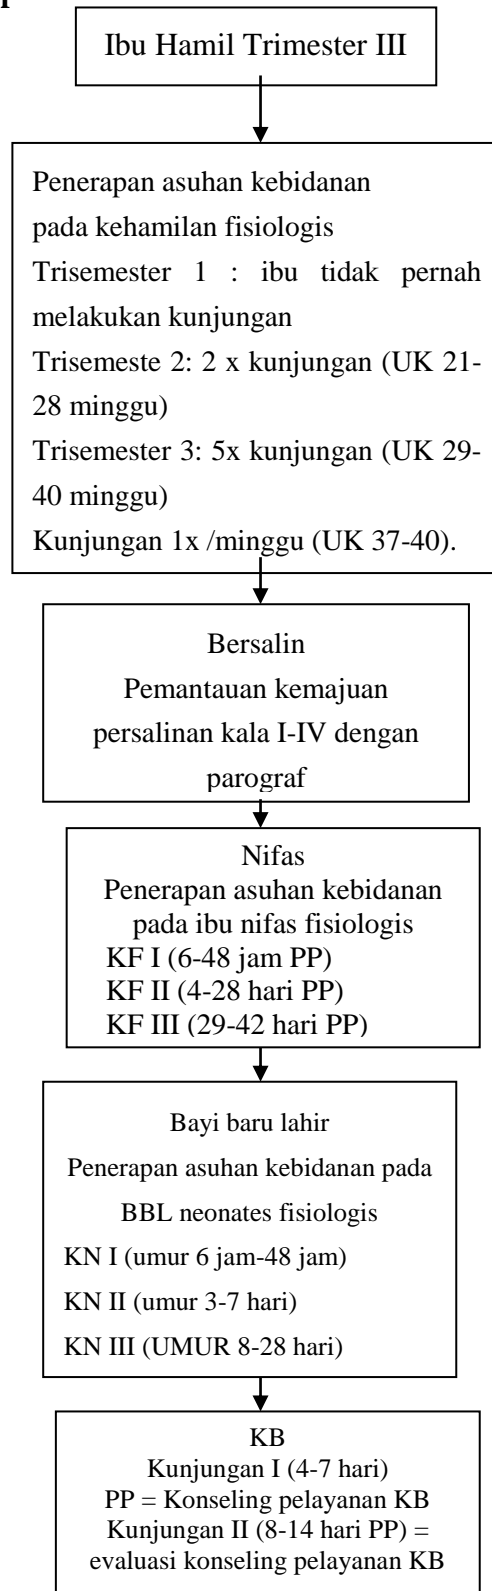 Ibu Hamil Trimester III
Penerapan asuhan kebidanan
pada kehamilan fisiologis
Trisemester 1 : ibu tidak pernah
melakukan kunjungan
Trisemeste 2: 2 x kunjungan (UK 21-
28 minggu)
Trisemester 3: 5x kunjungan (UK 29-
40 minggu)
Kunjungan 1x /minggu (UK 37-40).
Bersalin
Pemantauan kemajuan
persalinan kala I-IV dengan
parograf
Nifas
Penerapan asuhan kebidanan
pada ibu nifas fisiologis
KF I (6-48 jam PP)
KF II (4-28 hari PP)
KF III (29-42 hari PP)
Bayi baru lahir
Penerapan asuhan kebidanan pada
BBL neonates fisiologis
KN I (umur 6 jam-48 jam)
KN II (umur 3-7 hari)
KN III (UMUR 8-28 hari)
KB
Kunjungan I (4-7 hari)
PP = Konseling pelayanan KB
Kunjungan II (8-14 hari PP) =
evaluasi konseling pelayanan KB